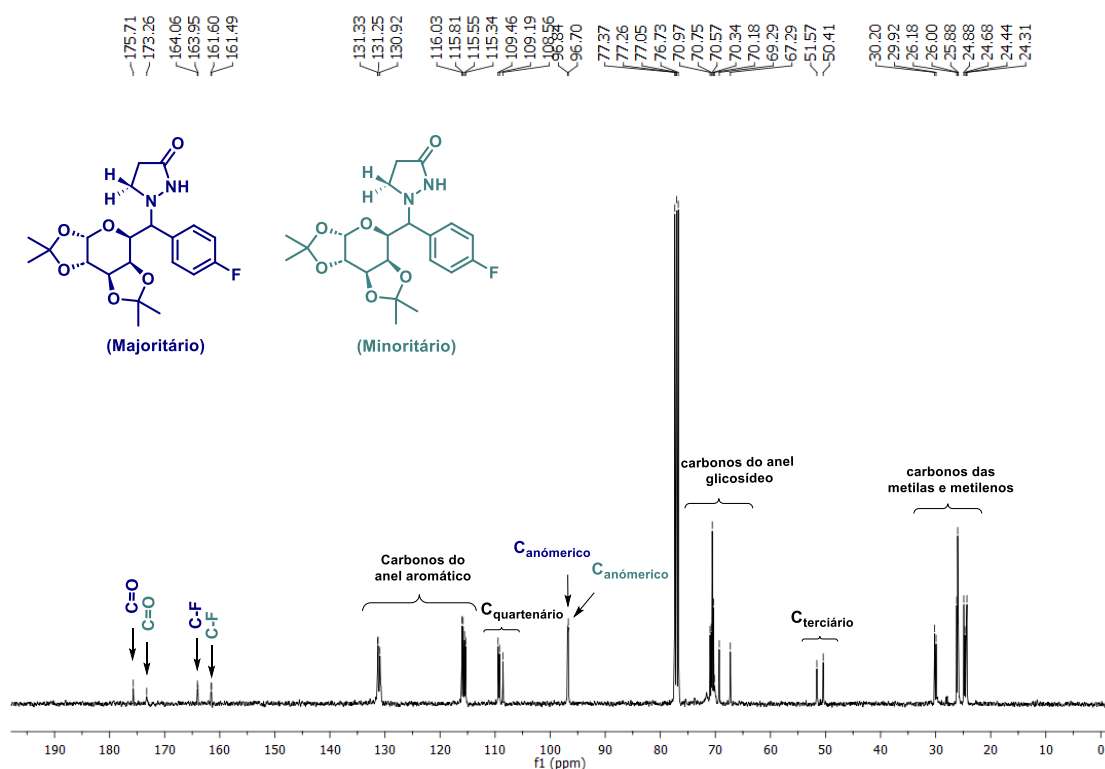 175.71
173.26
164.06
163.95
161.60
161.49
131.33
131.25
130.92
116.03
115.81
115.55
115.34
109.46
109.19
108.56
96.84
96.70
77.37
77.26
77.05
76.73
70.97
70.75
70.57
70.34
70.18
69.29
67.29
51.57
50.41
30.20
29.92
26.18
26.00
25.88
24.88
24.68
24.44
24.31
O
H
H
N
NH
O
O
O
O
O
F
(Majoritário)
O
H
H
N
NH
O
O
O
O
O
F
(Minoritário)
C=O
C=O
C-F
C-F
Carbonos do
anel aromático
Cquartenário
Canómerico
Canómerico
carbonos do anel
glicosídeo
Cterciário
carbonos das
metilas e metilenos
190 180 170 160 150 140 130 120 110 100 90 80 70 60 50 40 30 20 10 0
f1 (ppm)